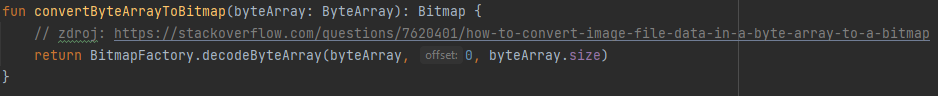 fun convertByteArrayToBitmap(byteArray: ByteArray): Bitmap {
// zdroj: https://stackoverflow.com/questions/7620401/how-to-convert-image-file-data-in-a-byte-array-to-a-bitmap
return BitmapFactory.decodeByteArray(byteArray, offset: 0, byteArray.size)
}